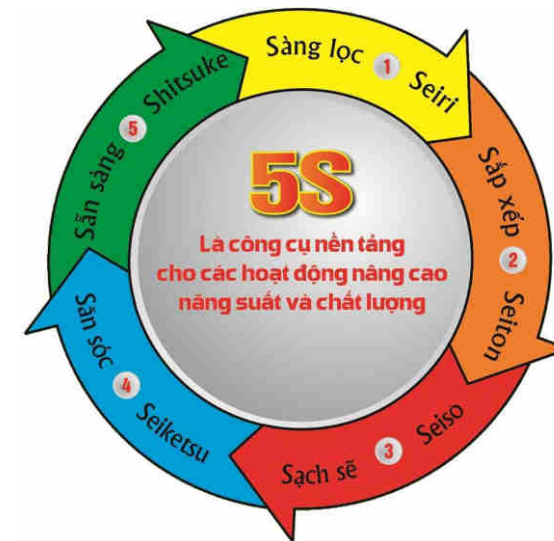 5S
Là công cụ nền tảng
cho các hoạt động nâng cao
năng suất và chất lượng
Sàng lọc 1 Seiri
Sắp xếp 2 Seiton
Sạch sẽ 3 Seiso
Săn sóc 4 Seiketsu
Sẵn sàng 5 Shitsuke